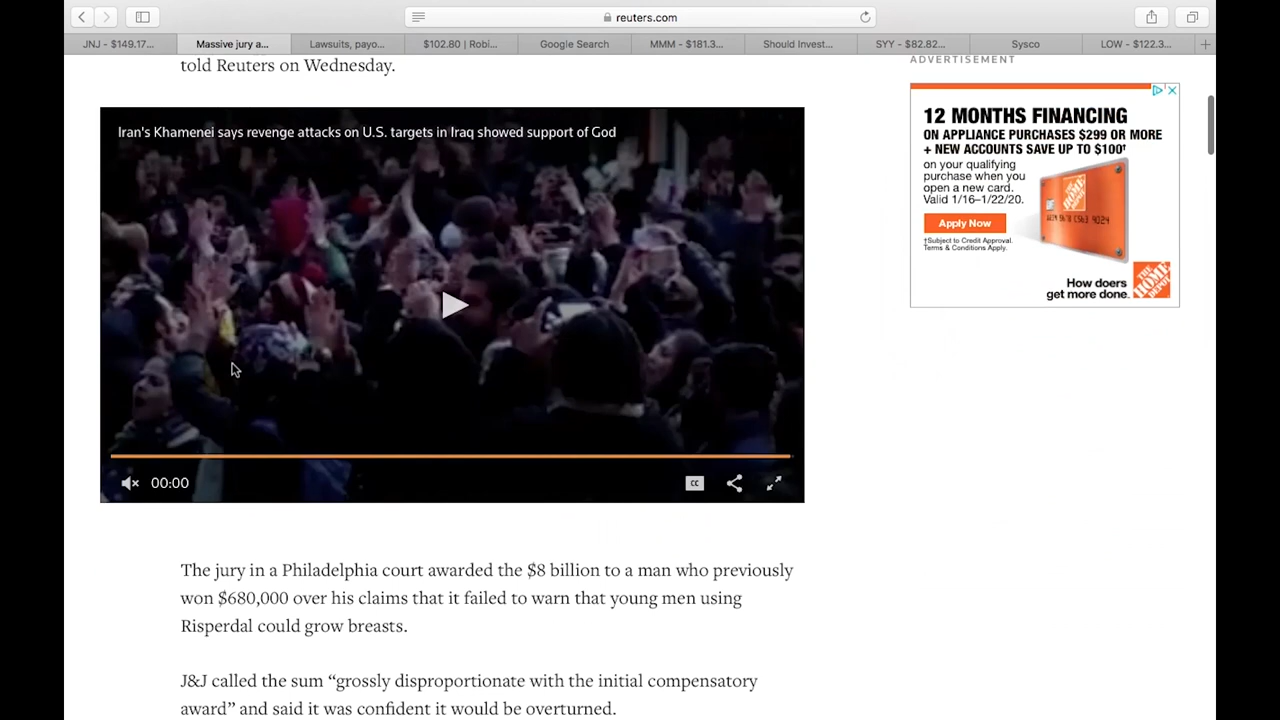 reuters.com
JNJ - $149.17...
Massive jury a...
Lawsuits, payo...
$102.80 | Robi...
Google Search
MMM - $181.3...
Should Invest...
SYY - $82.82...
Sysco
LOW - $122.3...
told Reuters on Wednesday.
Iran's Khamenei says revenge attacks on U.S. targets in Iraq showed support of God
00:00
CC
The jury in a Philadelphia court awarded the $8 billion to a man who previously
won $680,000 over his claims that it failed to warn that young men using
Risperdal could grow breasts.
J&J called the sum “grossly disproportionate with the initial compensatory
award” and said it was confident it would be overturned.
ADVERTISEMENT
12 MONTHS FINANCING
ON APPLIANCE PURCHASES $299 OR MORE
+ NEW ACCOUNTS SAVE UP TO $100†
on your qualifying
purchase when you
open a new card.
Valid 1/16–1/22/20.
Apply Now
†Subject to Credit Approval.
Terms & Conditions Apply.
THE HOME DEPOT
How doers
get more done.
THE HOME DEPOT